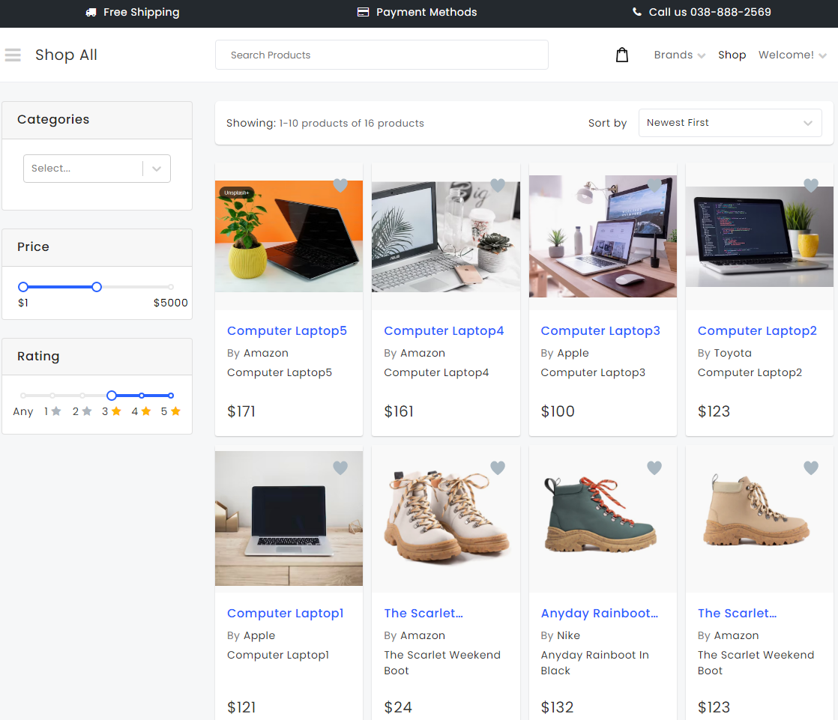 Free Shipping
Payment Methods
Call us 038-888-2569
Shop All
Search Products
Brands
Shop
Welcome!
Categories
Select...
Price
$1
$5000
Rating
Any 1 2 3 4 5
Showing: 1-10 products of 16 products
Sort by
Newest First
Unsplash+
Computer Laptop5
By Amazon
Computer Laptop5
$171
Computer Laptop4
By Amazon
Computer Laptop4
$161
Computer Laptop3
By Apple
Computer Laptop3
$100
Computer Laptop2
By Toyota
Computer Laptop2
$123
Computer Laptop1
By Apple
Computer Laptop1
$121
The Scarlet...
By Amazon
The Scarlet Weekend
Boot
$24
Anyday Rainboot...
By Nike
Anyday Rainboot In
Black
$132
The Scarlet...
By Amazon
The Scarlet Weekend
Boot
$123